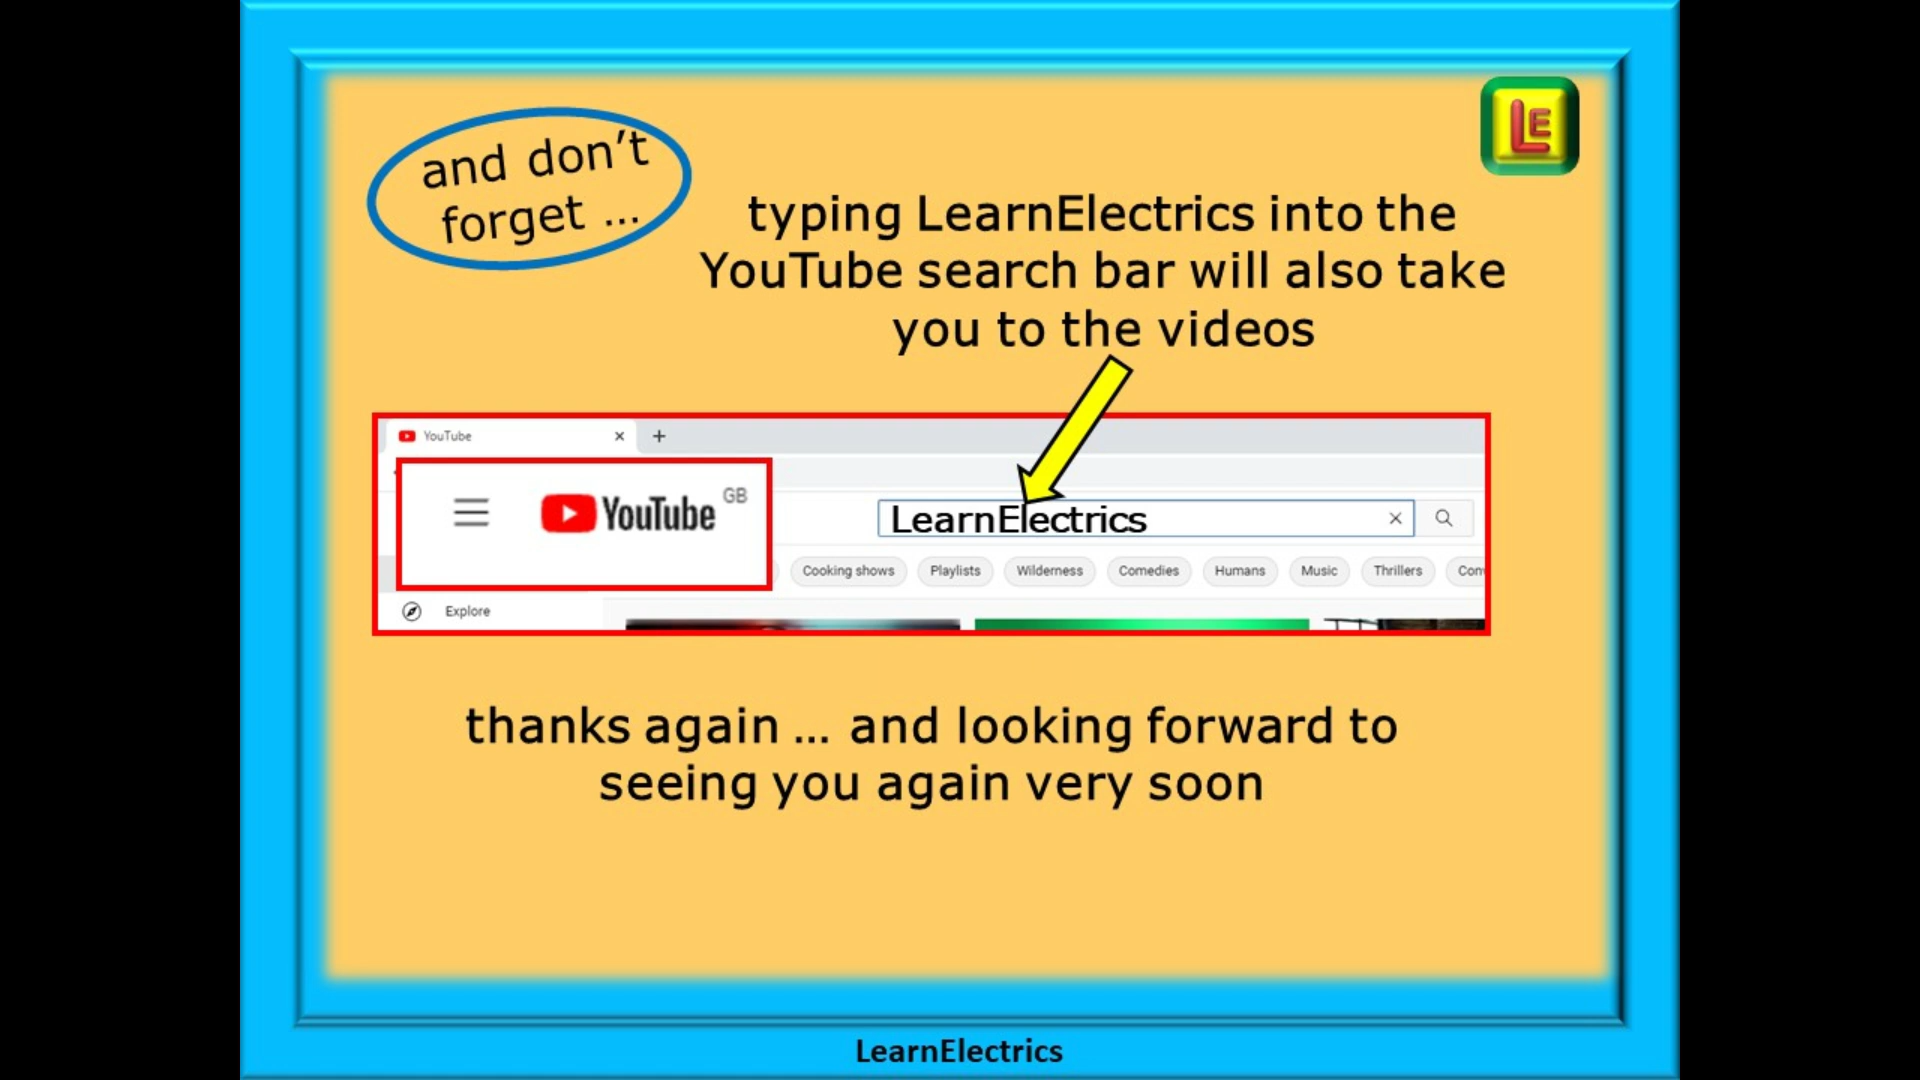 and don’t
forget ...
LE
typing LearnElectrics into the
YouTube search bar will also take
you to the videos
YouTube
YouTube GB
LearnElectrics
Cooking shows Playlists Wilderness Comedies Humans Music Thrillers
Explore
thanks again ... and looking forward to
seeing you again very soon
LearnElectrics